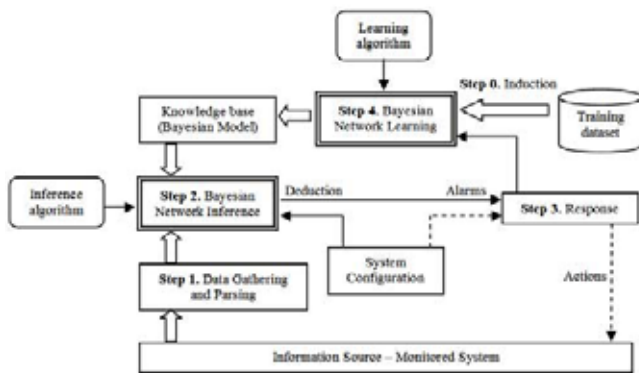 Learning
algorithm
Step 0. Induction
Training
dataset
Knowledge base
(Bayesian Model)
Step 4. Bayesian
Network Learning
Inference
algorithm
Step 2. Bayesian
Network Inference
Deduction
Alarms
Step 3. Response
System
Configuration
Step 1. Data Gathering
and Parsing
Actions
Information Source – Monitored System